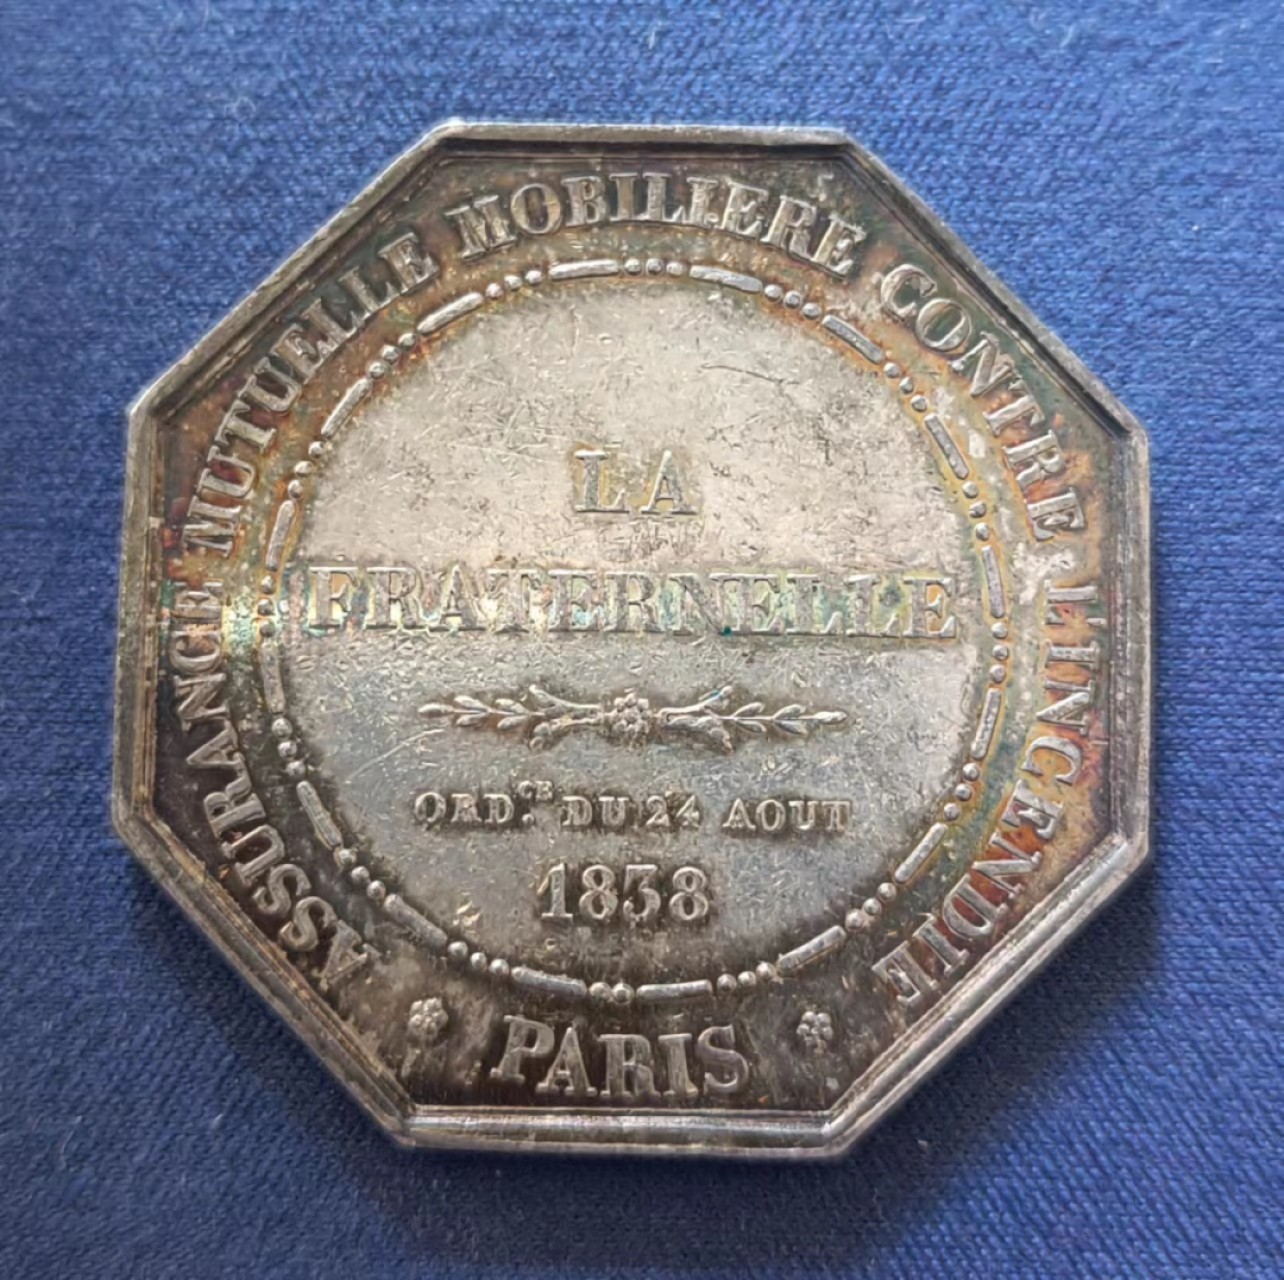 ASSURANCE MUTUELLE MOBILIERE CONTRE L'INCENDIE
LA
FRATERNELLE
ORD.CE DU 24 AOUT
1838
PARIS